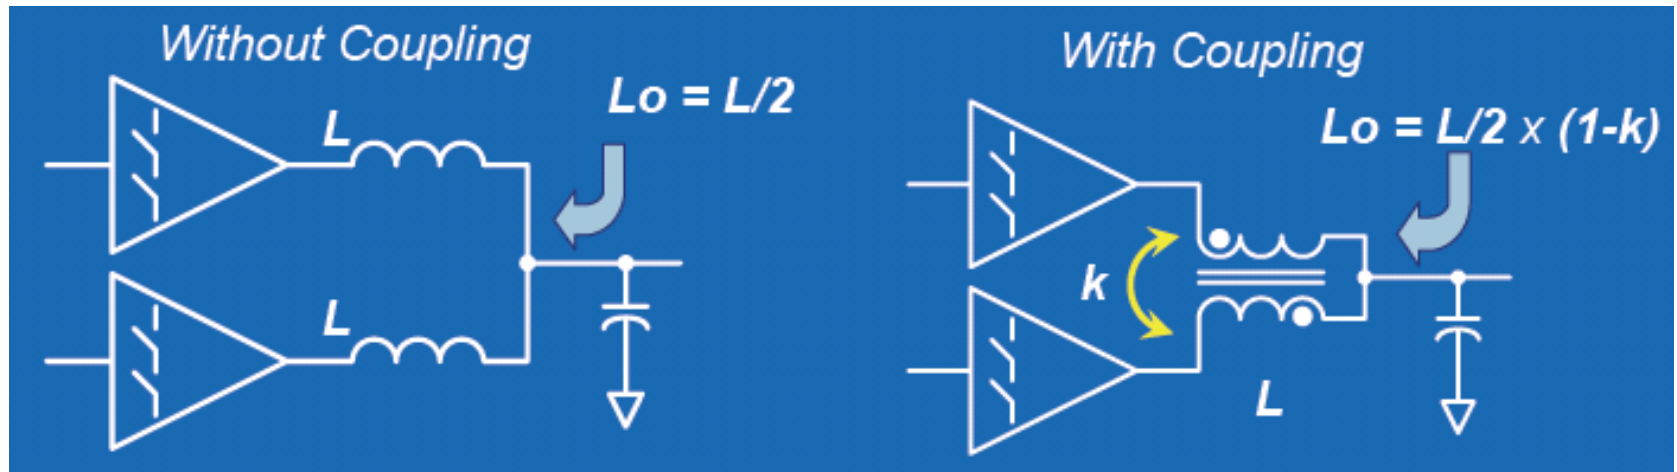 Without Coupling
Lo = L/2
L
L
With Coupling
Lo = L/2 x (1-k)
k
L